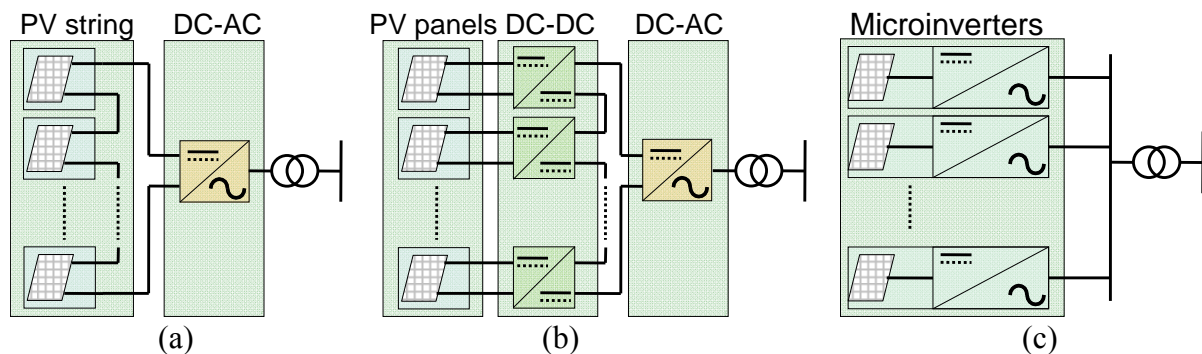 PV string DC-AC
PV panels DC-DC DC-AC
Microinverters
(a)
(b)
(c)